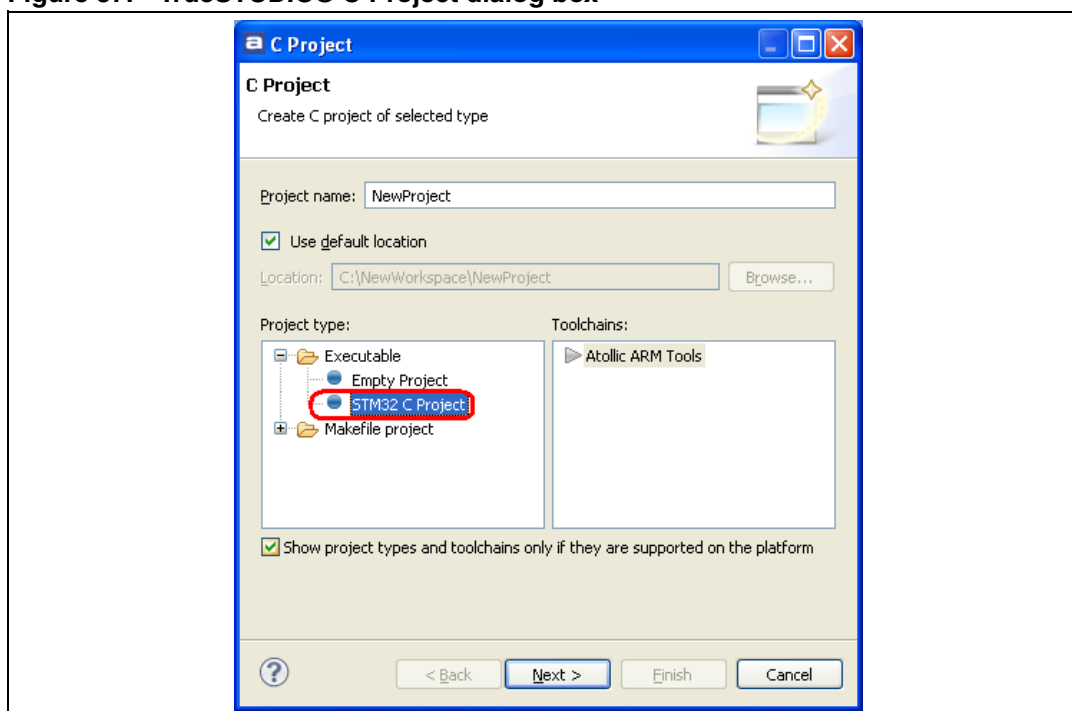 C Project
C Project
Create C project of selected type
Project name: NewProject
Use default location
Location: C:\NewWorkspace\NewProject Browse...
Project type: Toolchains:
Executable Atollic ARM Tools
Empty Project
STM32 C Project
Makefile project
Show project types and toolchains only if they are supported on the platform
? < Back Next > Finish Cancel